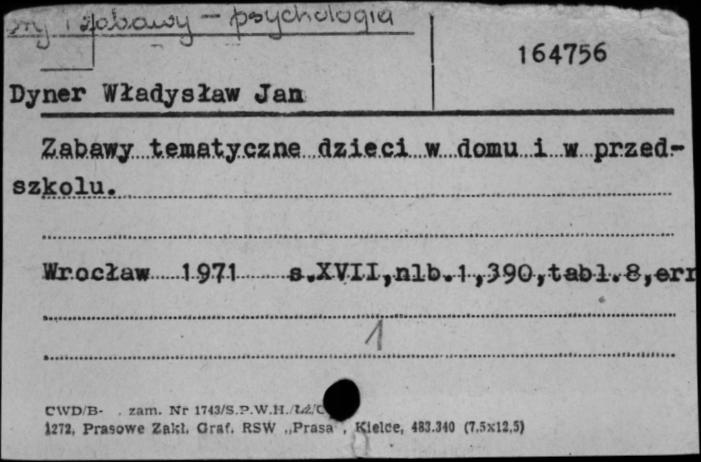 i zabawy - psychologia
164756
Dyner Władysław Jan
Zabawy tematyczne dzieci w domu i w przed-
szkolu.
Wrocław 1971 s.XVII,nlb.1,390,tabl.8,err
1
CWD/B- . zam. Nr 1743/S.P.W.H./Łź/
1272, Prasowe Zakł. Graf. RSW „Prasa", Kielce, 483.340 (7,5x12,5)